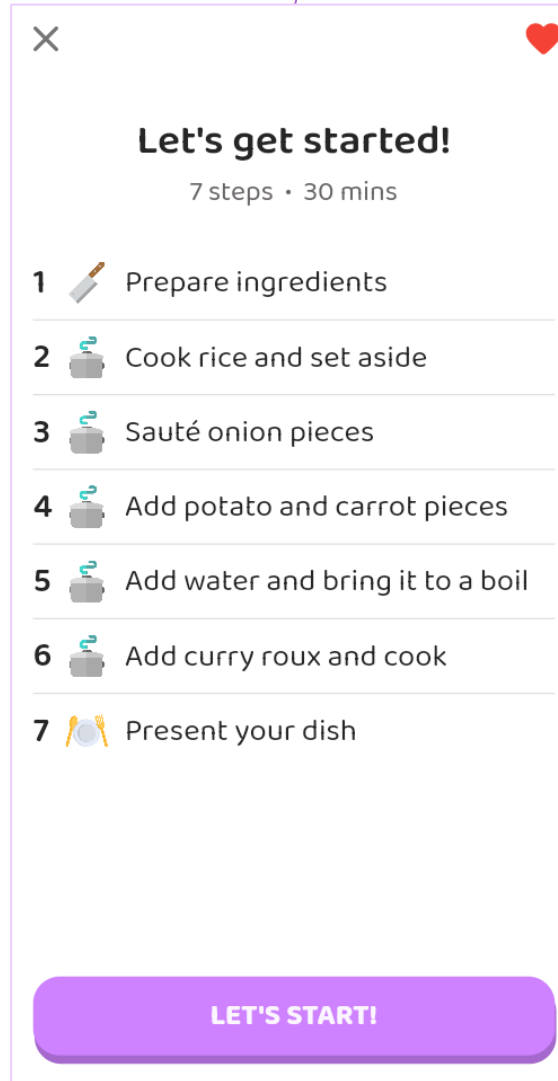 Let's get started!
7 steps • 30 mins
1 Prepare ingredients
2 Cook rice and set aside
3 Sauté onion pieces
4 Add potato and carrot pieces
5 Add water and bring it to a boil
6 Add curry roux and cook
7 Present your dish
LET'S START!